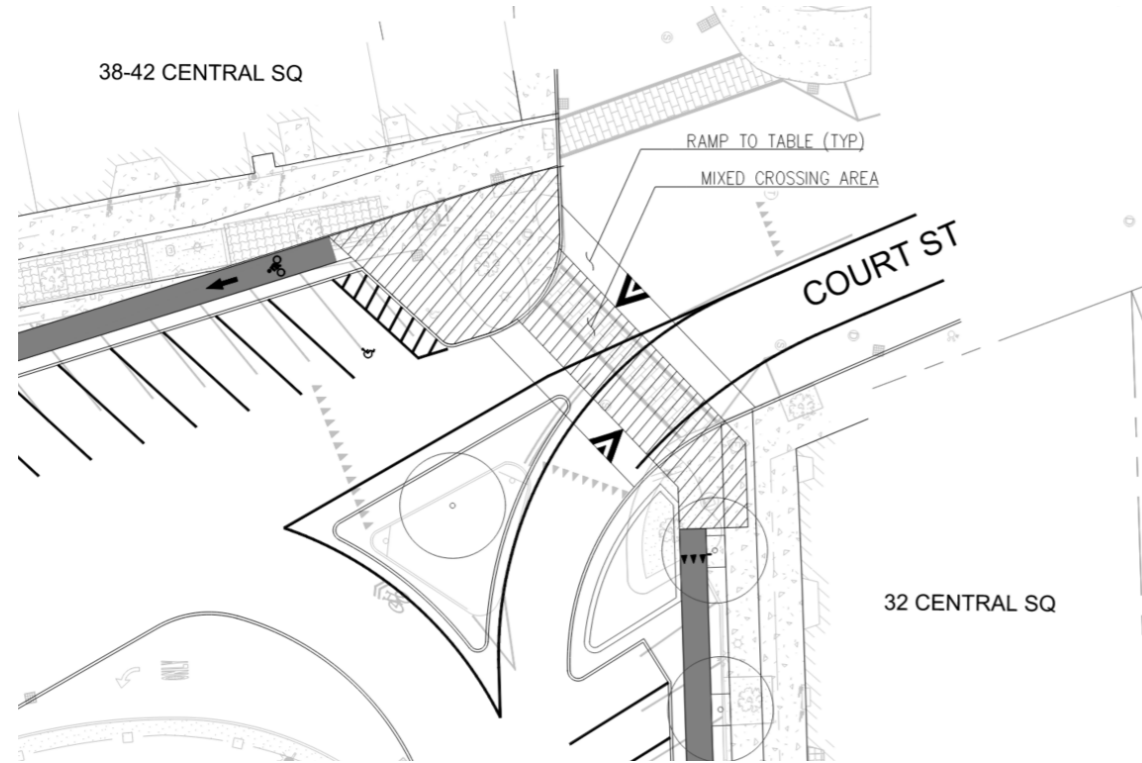 38-42 CENTRAL SQ
RAMP TO TABLE (TYP)
MIXED CROSSING AREA
COURT ST
32 CENTRAL SQ